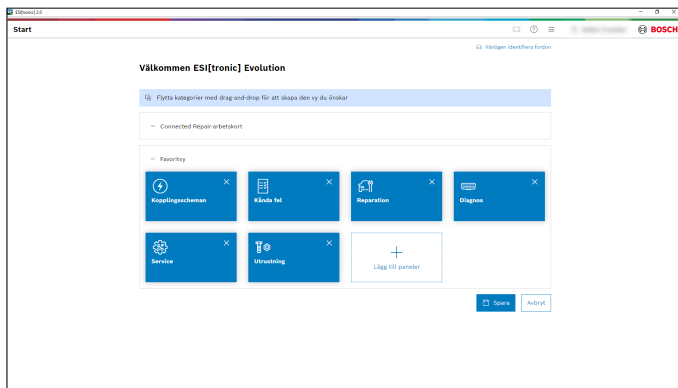 ESI[tronic] 2.0
Start
BOSCH
Vänligen identifiera fordon
Välkommen ESI[tronic] Evolution
Flytta kategorier med drag-and-drop för att skapa den vy du önskar
Connected Repair-arbetskort
Favoritvy
Kopplingsscheman
Kända fel
Reparation
Diagnos
Service
Utrustning
Lägg till paneler
Spara
Avbryt